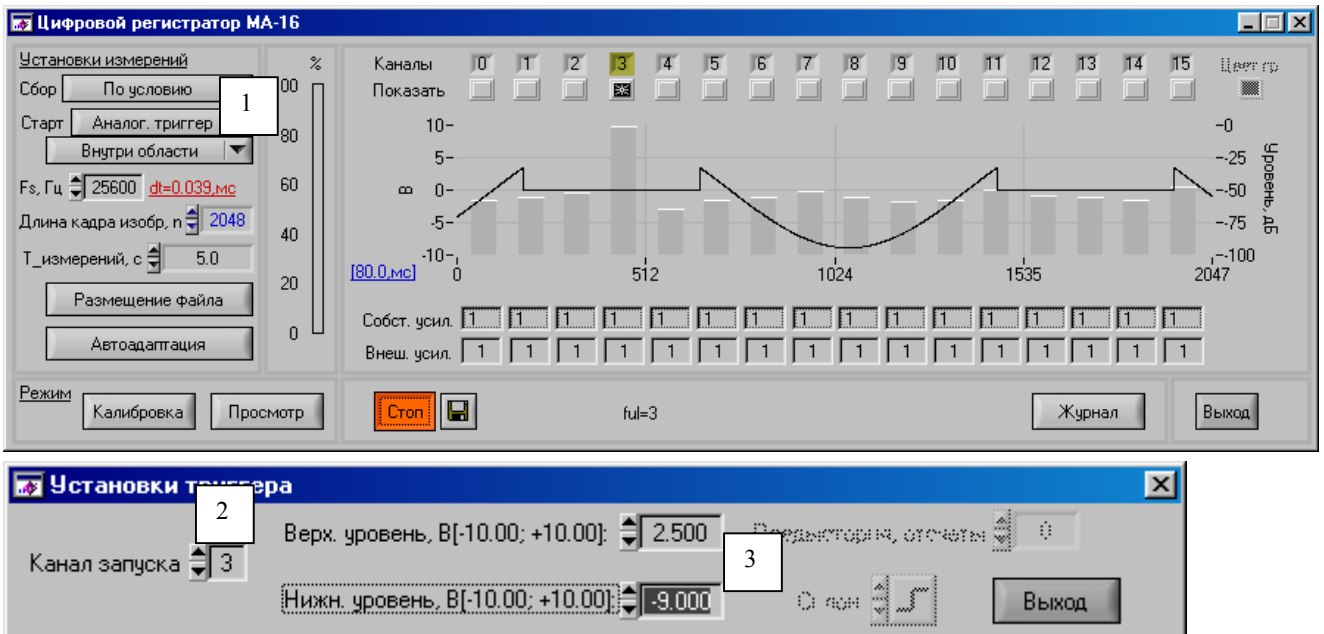 Цифровой регистратор МА-16
Установки измерений
Сбор По условию
1
Старт Аналог. триггер
Внутри области
Fs, Гц 25600 dt=0.039,мс
Длина кадра изобр, n 2048
Т_измерений, с 5.0
Размещение файла
Автоадаптация
%
00
80
60
40
20
0
Каналы 0 1 2 3 4 5 6 7 8 9 10 11 12 13 14 15 Цвет гр
Показать
10 -0
5 -25
В 0 -50
-5 -75
-10 -100
Уровень, дБ
[80.0,мс] 0 512 1024 1535 2047
Собст. усил. 1 1 1 1 1 1 1 1 1 1 1 1 1 1 1 1
Внеш. усил. 1 1 1 1 1 1 1 1 1 1 1 1 1 1 1 1
Режим
Калибровка Просмотр Стоп ful=3 Журнал Выход
Установки триггера
2
Канал запуска 3
Верх. уровень, В[-10.00; +10.00]: 2.500
3
Предыстория, отсчеты 0
Нижн. уровень, В[-10.00; +10.00]: -9.000
Выход